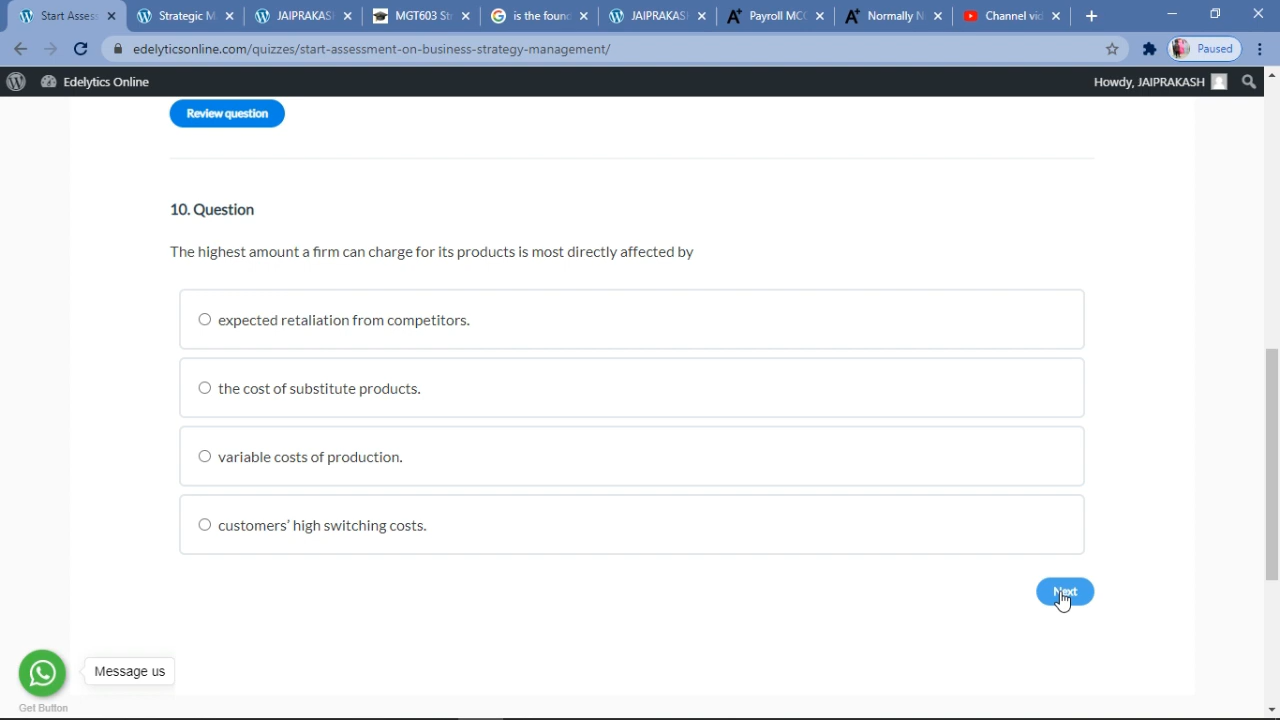 Start Asses
Strategic M
JAIPRAKAS
MGT603 St
is the foun
JAIPRAKAS
Payroll MC
Normally N
Channel vid
edelyticsonline.com/quizzes/start-assessment-on-business-strategy-management/
Paused
Edelytics Online
Howdy, JAIPRAKASH
Review question
10. Question
The highest amount a firm can charge for its products is most directly affected by
expected retaliation from competitors.
the cost of substitute products.
variable costs of production.
customers' high switching costs.
Next
Message us
Get Button